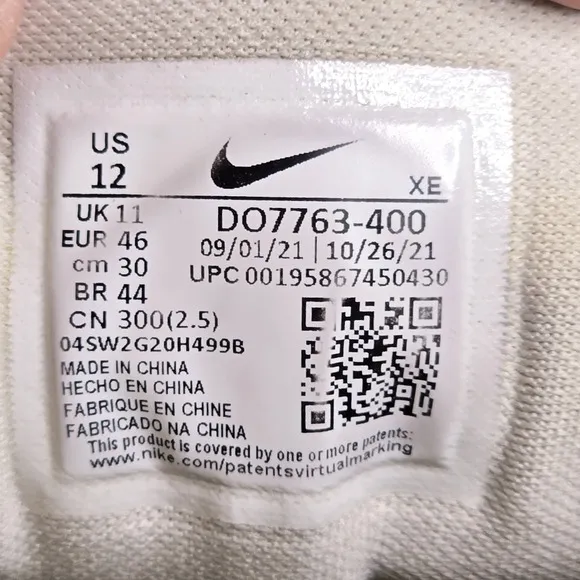 US
12
XE
UK 11
EUR 46
cm 30
BR 44
CN 300(2.5)
DO7763-400
09/01/21 | 10/26/21
UPC 00195867450430
04SW2G20H499B
MADE IN CHINA
HECHO EN CHINA
FABRIQUE EN CHINE
FABRICADO NA CHINA
This product is covered by one or more patents:
www.nike.com/patentsvirtualmarking